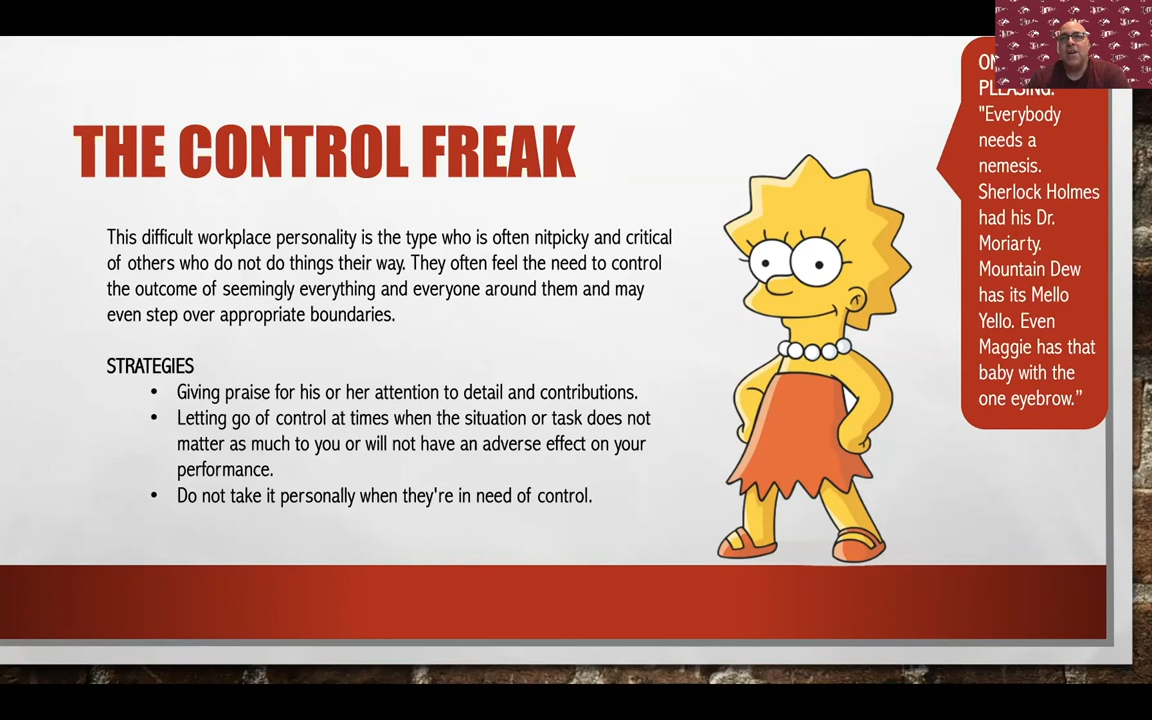 THE CONTROL FREAK
This difficult workplace personality is the type who is often nitpicky and critical
of others who do not do things their way. They often feel the need to control
the outcome of seemingly everything and everyone around them and may
even step over appropriate boundaries.
STRATEGIES
• Giving praise for his or her attention to detail and contributions.
• Letting go of control at times when the situation or task does not
matter as much to you or will not have an adverse effect on your
performance.
• Do not take it personally when they're in need of control.
PLEASING:
"Everybody
needs a
nemesis.
Sherlock Holmes
had his Dr.
Moriarty.
Mountain Dew
has its Mello
Yello. Even
Maggie has that
baby with the
one eyebrow.”